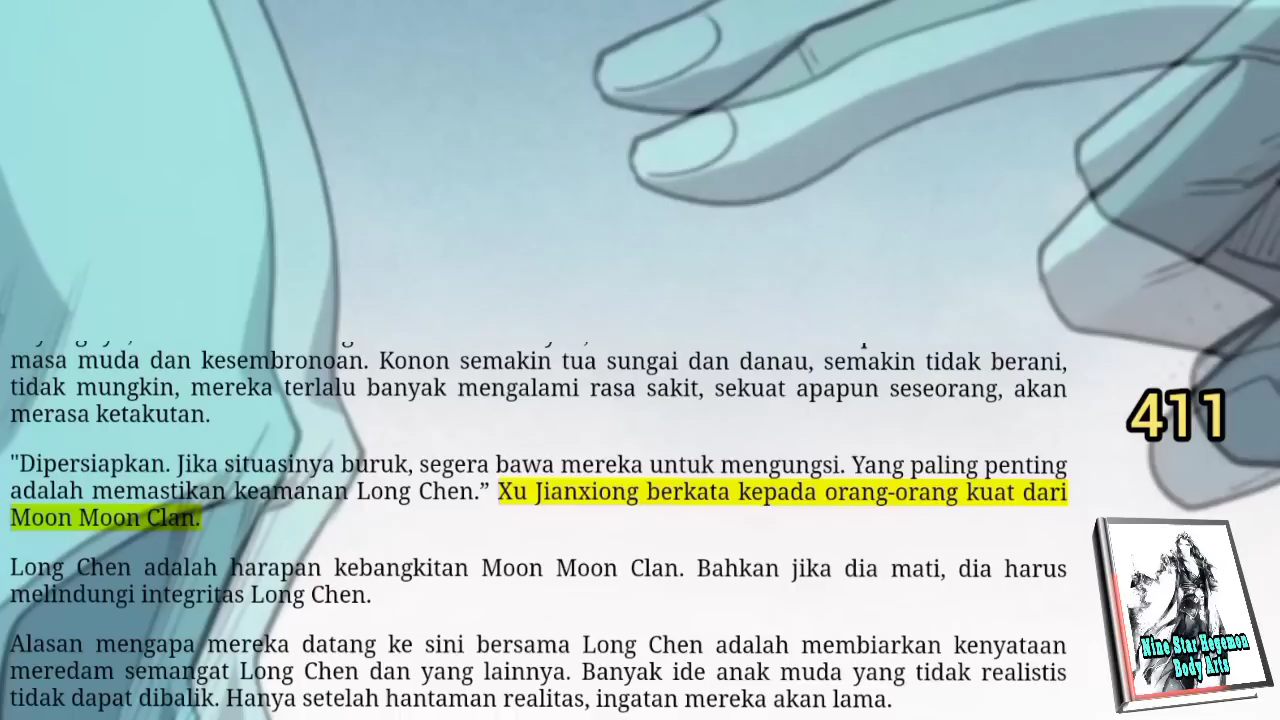 masa muda dan kesembronoan. Konon semakin tua sungai dan danau, semakin tidak berani,
tidak mungkin, mereka terlalu banyak mengalami rasa sakit, sekuat apapun seseorang, akan
merasa ketakutan.
"Dipersiapkan. Jika situasinya buruk, segera bawa mereka untuk mengungsi. Yang paling penting
adalah memastikan keamanan Long Chen.” Xu Jianxiong berkata kepada orang-orang kuat dari
Moon Moon Clan.
Long Chen adalah harapan kebangkitan Moon Moon Clan. Bahkan jika dia mati, dia harus
melindungi integritas Long Chen.
Alasan mengapa mereka datang ke sini bersama Long Chen adalah membiarkan kenyataan
meredam semangat Long Chen dan yang lainnya. Banyak ide anak muda yang tidak realistis
tidak dapat dibalik. Hanya setelah hantaman realitas, ingatan mereka akan lama.
411
Nine Star Hegemon
Body Arts